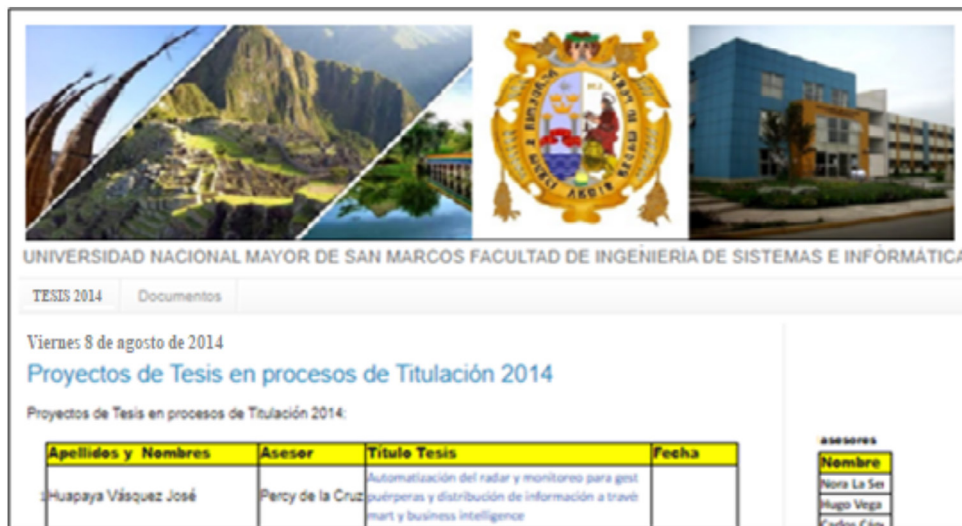 UNIVERSIDAD NACIONAL MAYOR DE SAN MARCOS FACULTAD DE INGENIERÍA DE SISTEMAS E INFÓRMÁTICA
TESIS 2014 Documentos
Viernes 8 de agosto de 2014
Proyectos de Tesis en procesos de Titulación 2014
Proyectos de Tesis en procesos de Titulación 2014:
Apellidos y Nombres Asesor Título Tesis Fecha
1 Huapaya Vásquez José Percy de la Cruz Automatización del radar y monitoreo para gest
puérperas y distribución de información a travé
mart y business intelligence
asesores
Nombre
Nora La Ser
Hugo Vega
Carlos